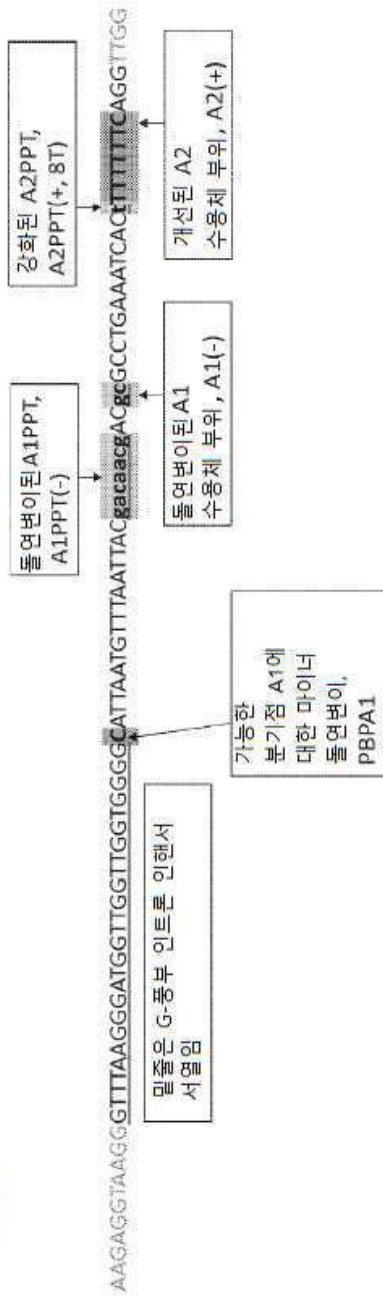 강화된 A2PPT,
A2PPT(+, 8T)
돌연변이된 A1PPT,
A1PPT(-)
AAGAGGTAAGGGTTTAAGGGATGGTTGGTTGGTGGGGCATTAATGTTTAATTACgacaacgACgcGCCTGAAATCACtTTTTTTTCAGGTTGG
밑줄은 G-풍부 인트론 인핸서
서열임
가능한
분기점 A1에
대한 마이너
돌연변이,
PBPA1
돌연변이된 A1
수용체 부위, A1(-)
개선된 A2
수용체 부위, A2(+)